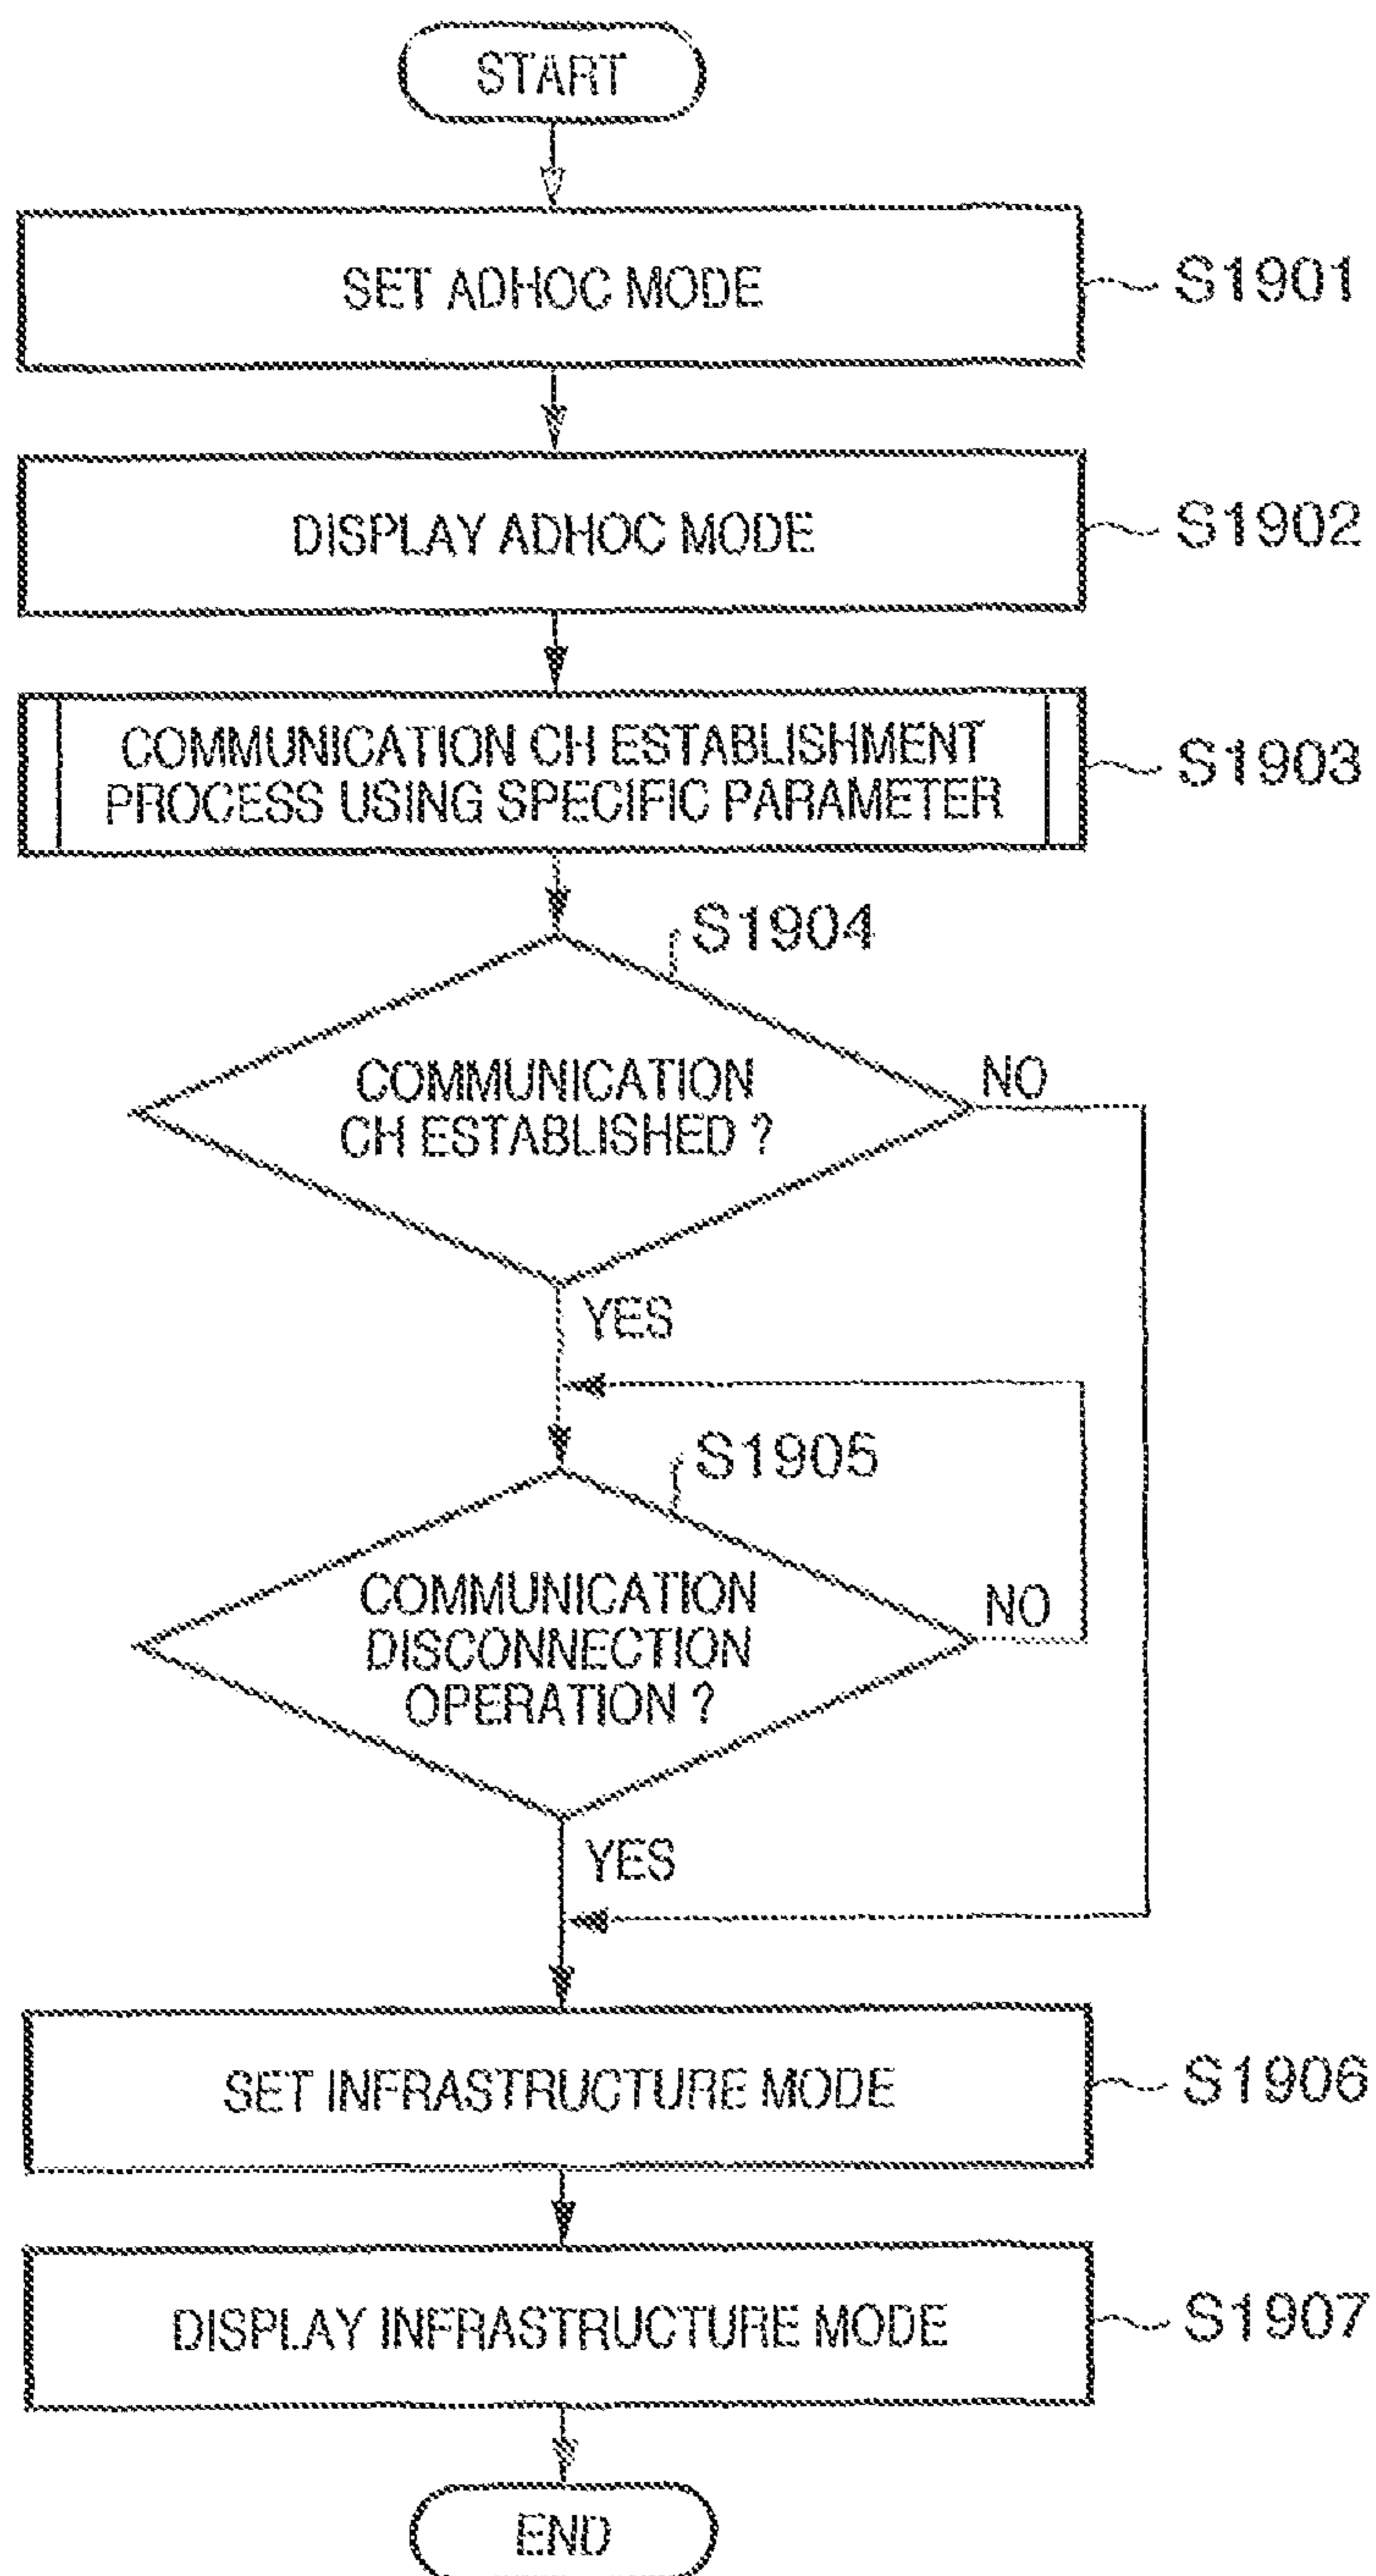 START
SET ADHOC MODE
S1901
DISPLAY ADHOC MODE
S1902
COMMUNICATION CH ESTABLISHMENT
PROCESS USING SPECIFIC PARAMETER
S1903
S1904
COMMUNICATION
CH ESTABLISHED ?
NO
YES
S1905
COMMUNICATION
DISCONNECTION
OPERATION ?
NO
YES
SET INFRASTRUCTURE MODE
S1906
DISPLAY INFRASTRUCTURE MODE
S1907
END